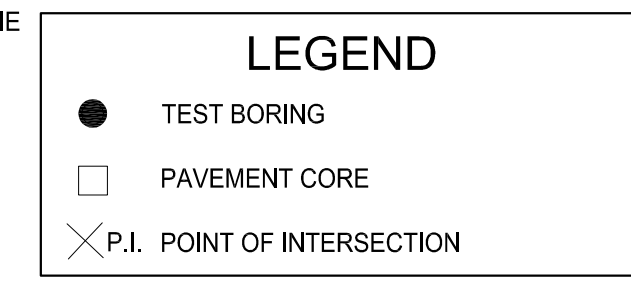 LEGEND
TEST BORING
PAVEMENT CORE
P.I. POINT OF INTERSECTION